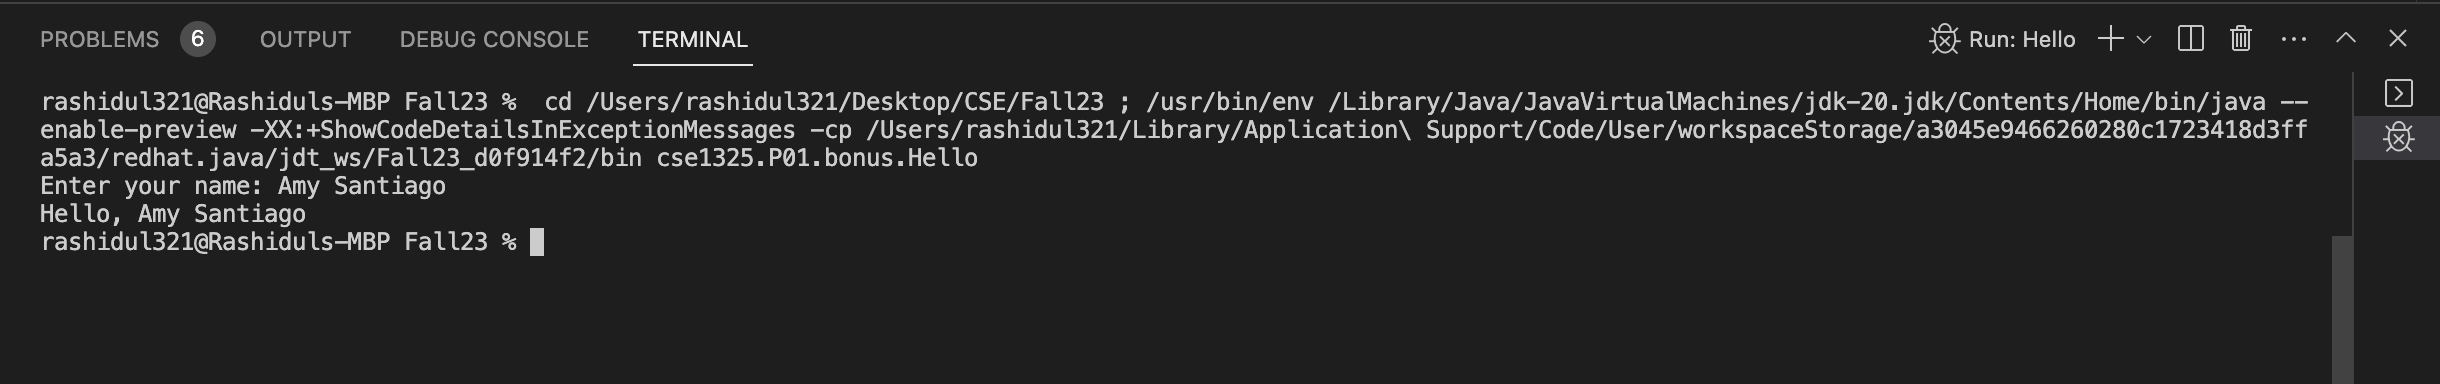 PROBLEMS 6 OUTPUT DEBUG CONSOLE TERMINAL Run: Hello
rashidul321@Rashiduls-MBP Fall23 %  cd /Users/rashidul321/Desktop/CSE/Fall23 ; /usr/bin/env /Library/Java/JavaVirtualMachines/jdk-20.jdk/Contents/Home/bin/java --
enable-preview -XX:+ShowCodeDetailsInExceptionMessages -cp /Users/rashidul321/Library/Application\ Support/Code/User/workspaceStorage/a3045e9466260280c1723418d3ff
a5a3/redhat.java/jdt_ws/Fall23_d0f914f2/bin cse1325.P01.bonus.Hello
Enter your name: Amy Santiago
Hello, Amy Santiago
rashidul321@Rashiduls-MBP Fall23 %